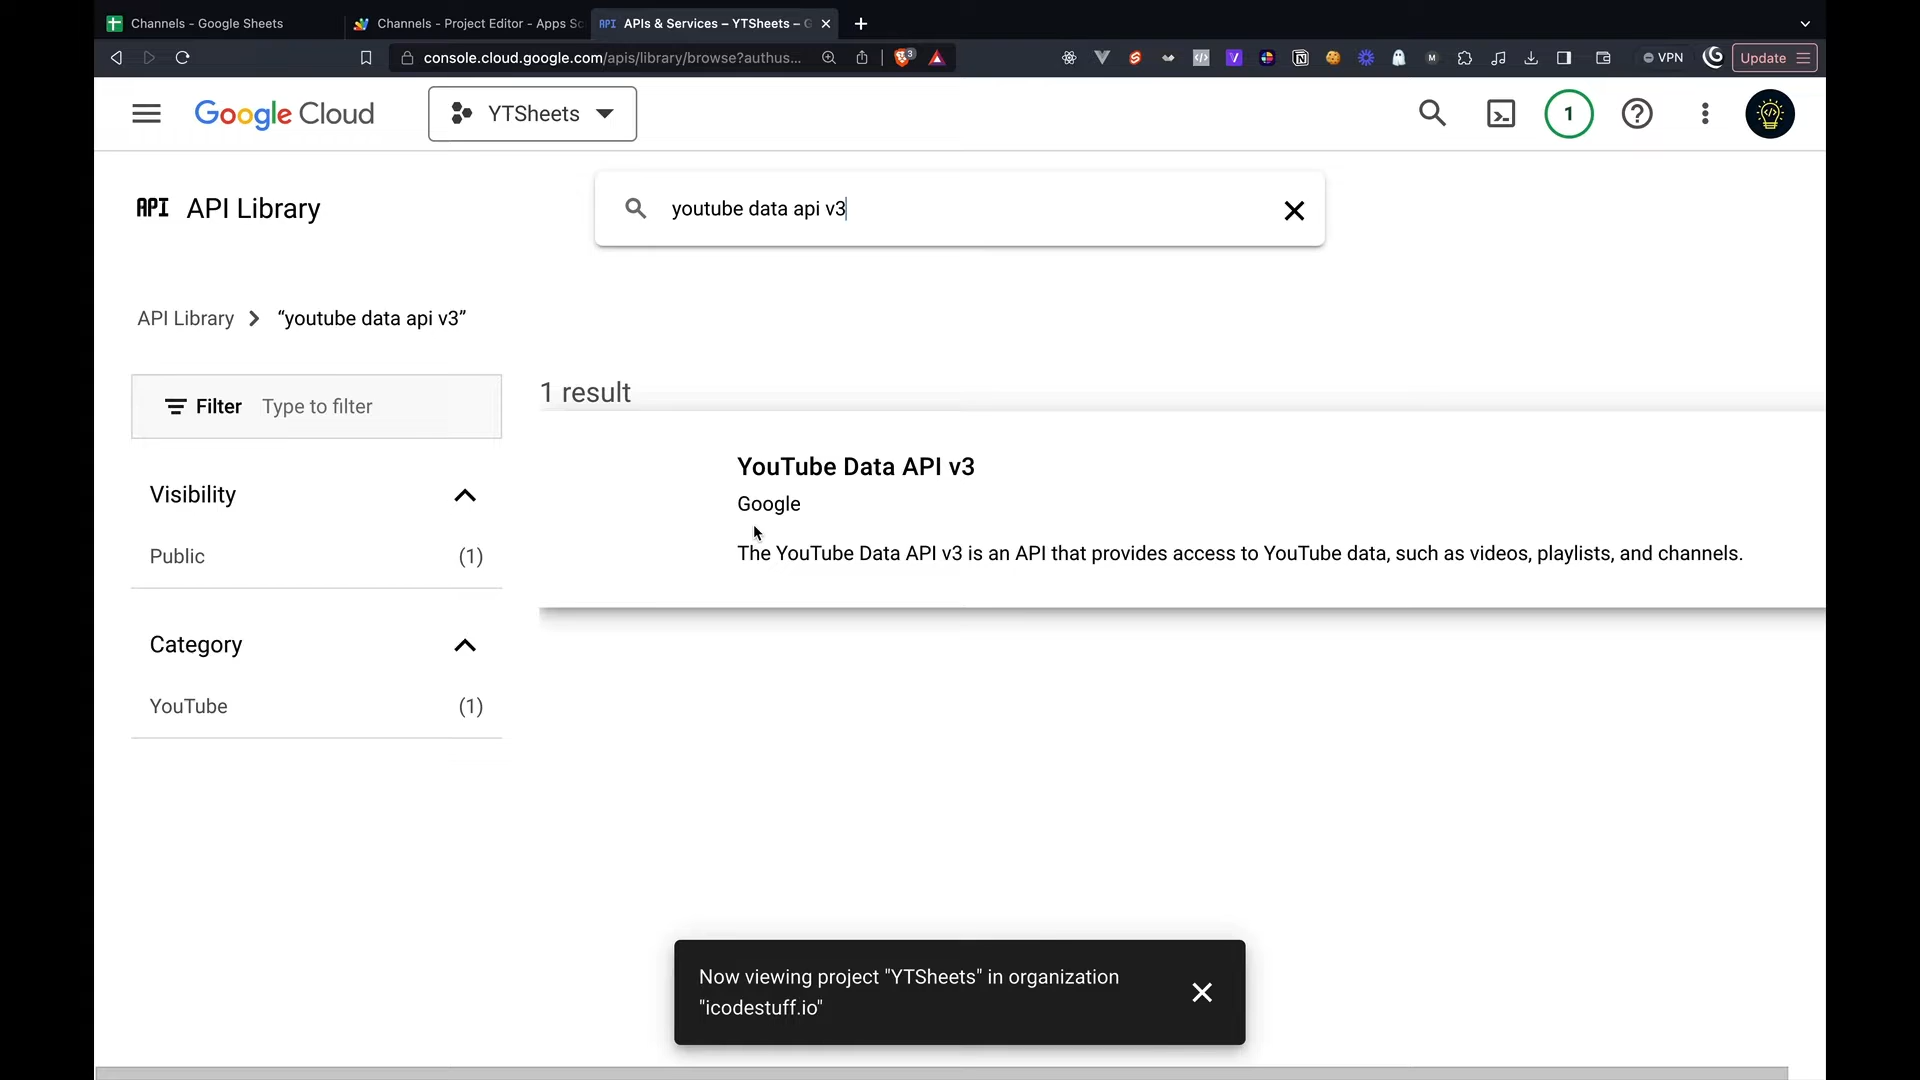 Channels - Google Sheets
Channels - Project Editor - Apps Sc
API APIs & Services – YTSheets – G
console.cloud.google.com/apis/library/browse?authus...
3
M
VPN
Update
Google Cloud
YTSheets
1
API API Library
youtube data api v3
API Library
“youtube data api v3”
Filter Type to filter
1 result
YouTube Data API v3
Google
The YouTube Data API v3 is an API that provides access to YouTube data, such as videos, playlists, and channels.
Visibility
Public (1)
Category
YouTube (1)
Now viewing project "YTSheets" in organization
"icodestuff.io"